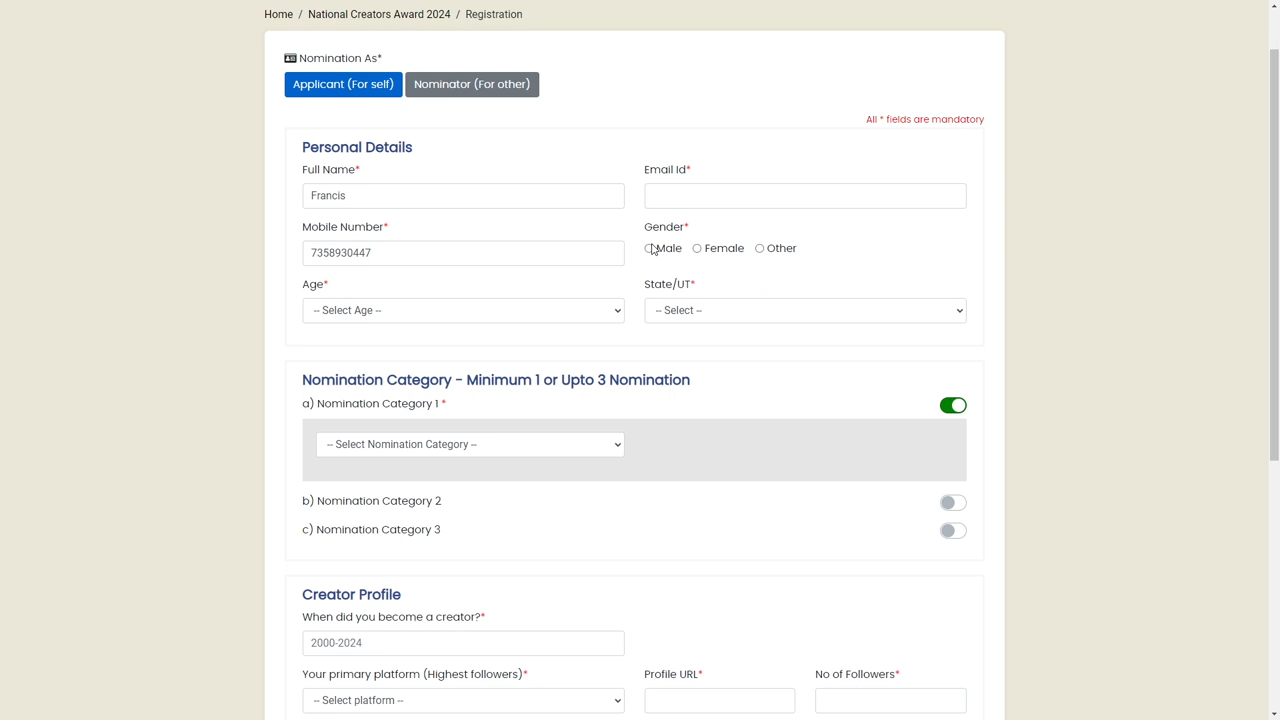 Home / National Creators Award 2024 / Registration
Nomination As*
Applicant (For self) Nominator (For other)
All * fields are mandatory
Personal Details
Full Name* Email Id*
Francis
Mobile Number* Gender*
7358930447 Male Female Other
Age* State/UT*
-- Select Age -- -- Select --
Nomination Category - Minimum 1 or Upto 3 Nomination
a) Nomination Category 1 *
-- Select Nomination Category --
b) Nomination Category 2
c) Nomination Category 3
Creator Profile
When did you become a creator?*
2000-2024
Your primary platform (Highest followers)* Profile URL* No of Followers*
-- Select platform --